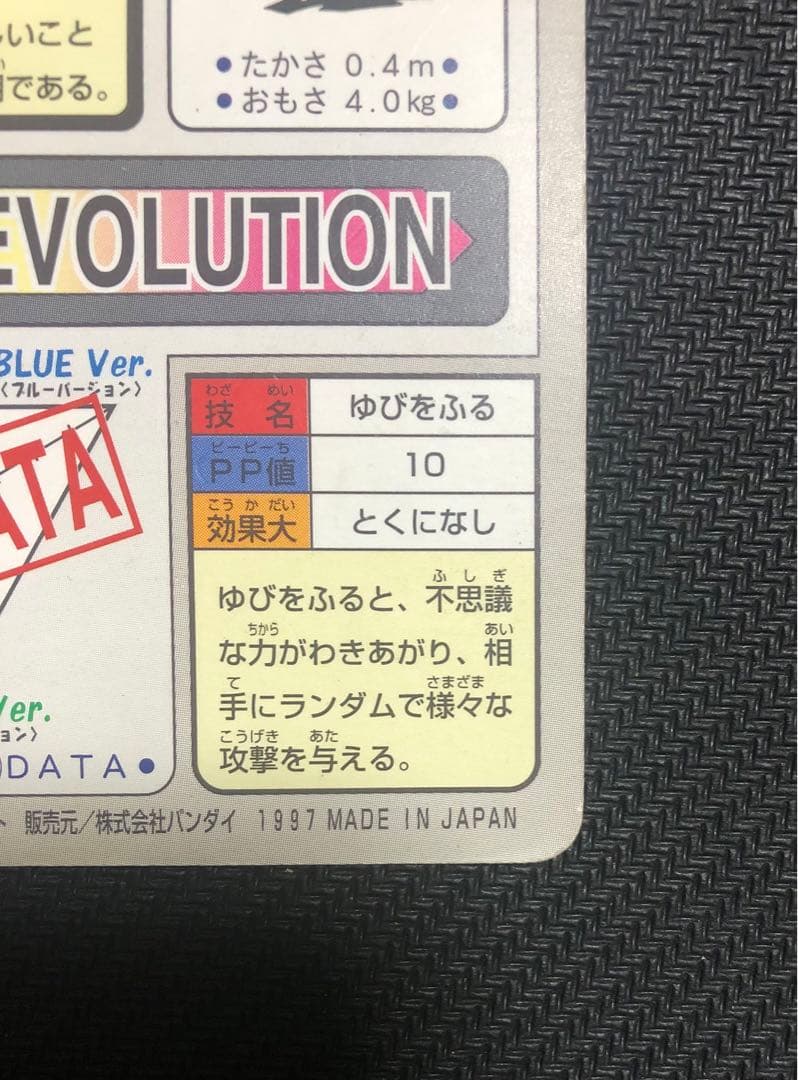 いこと
である。
●たかさ 0.4m●
●おもさ 4.0kg●
EVOLUTION
BLUE Ver.
〈ブルーバージョン〉
ATA
Ver.
ョン〉
DATA●
わざ めい
技名 ゆびをふる
ピーピーち
PP値 10
こうかだい
効果大 とくになし
ふしぎ
ゆびをふると、不思議
ちから あい
な力がわきあがり、相
て さまざま
手にランダムで様々な
こうげき あた
攻撃を与える。
ト 販売元／株式会社バンダイ 1997 MADE IN JAPAN